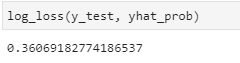 log_loss(y_test, yhat_prob)
0.36069182774186537